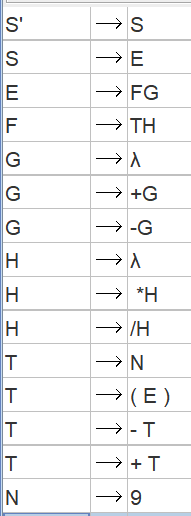 S' → S
S → E
E → FG
F → TH
G → λ
G → +G
G → -G
H → λ
H → *H
H → /H
T → N
T → ( E )
T → - T
T → + T
N → 9